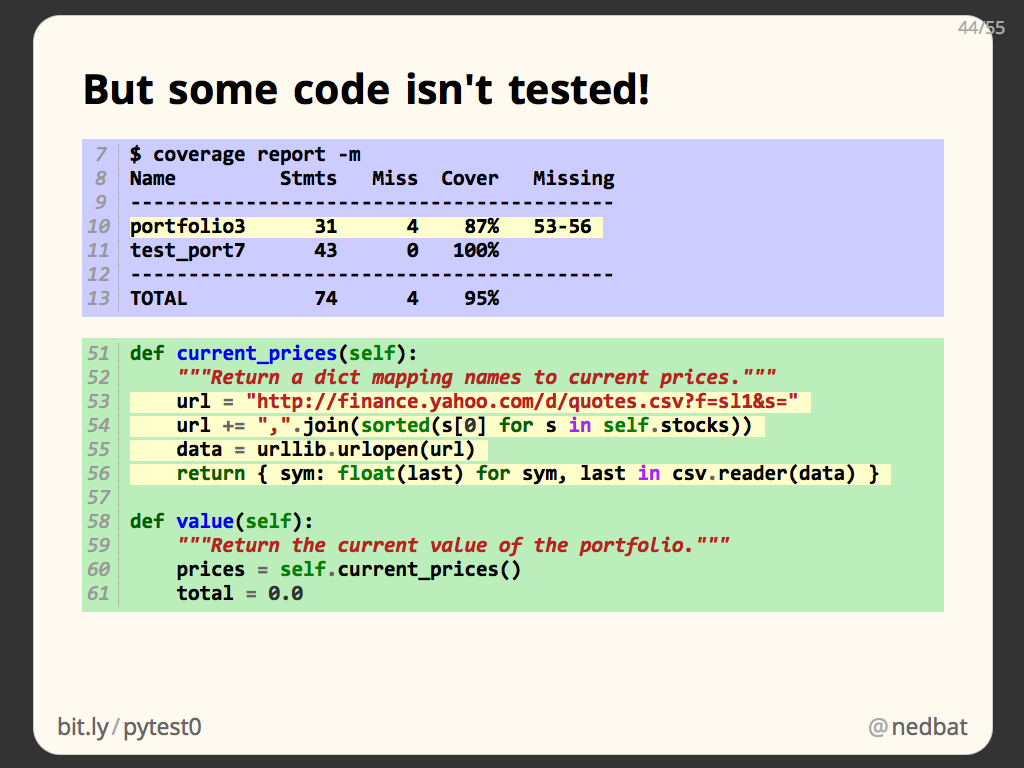 44/55
But some code isn't tested!
7 $ coverage report -m
8 Name         Stmts   Miss  Cover   Missing
9 ------------------------------------------
10 portfolio3      31      4    87%   53-56
11 test_port7      43      0   100%
12 ------------------------------------------
13 TOTAL           74      4    95%
51 def current_prices(self):
52     """Return a dict mapping names to current prices."""
53     url = "http://finance.yahoo.com/d/quotes.csv?f=sl1&s="
54     url += ",".join(sorted(s[0] for s in self.stocks))
55     data = urllib.urlopen(url)
56     return { sym: float(last) for sym, last in csv.reader(data) }
57
58 def value(self):
59     """Return the current value of the portfolio."""
60     prices = self.current_prices()
61     total = 0.0
bit.ly/pytest0
@nedbat